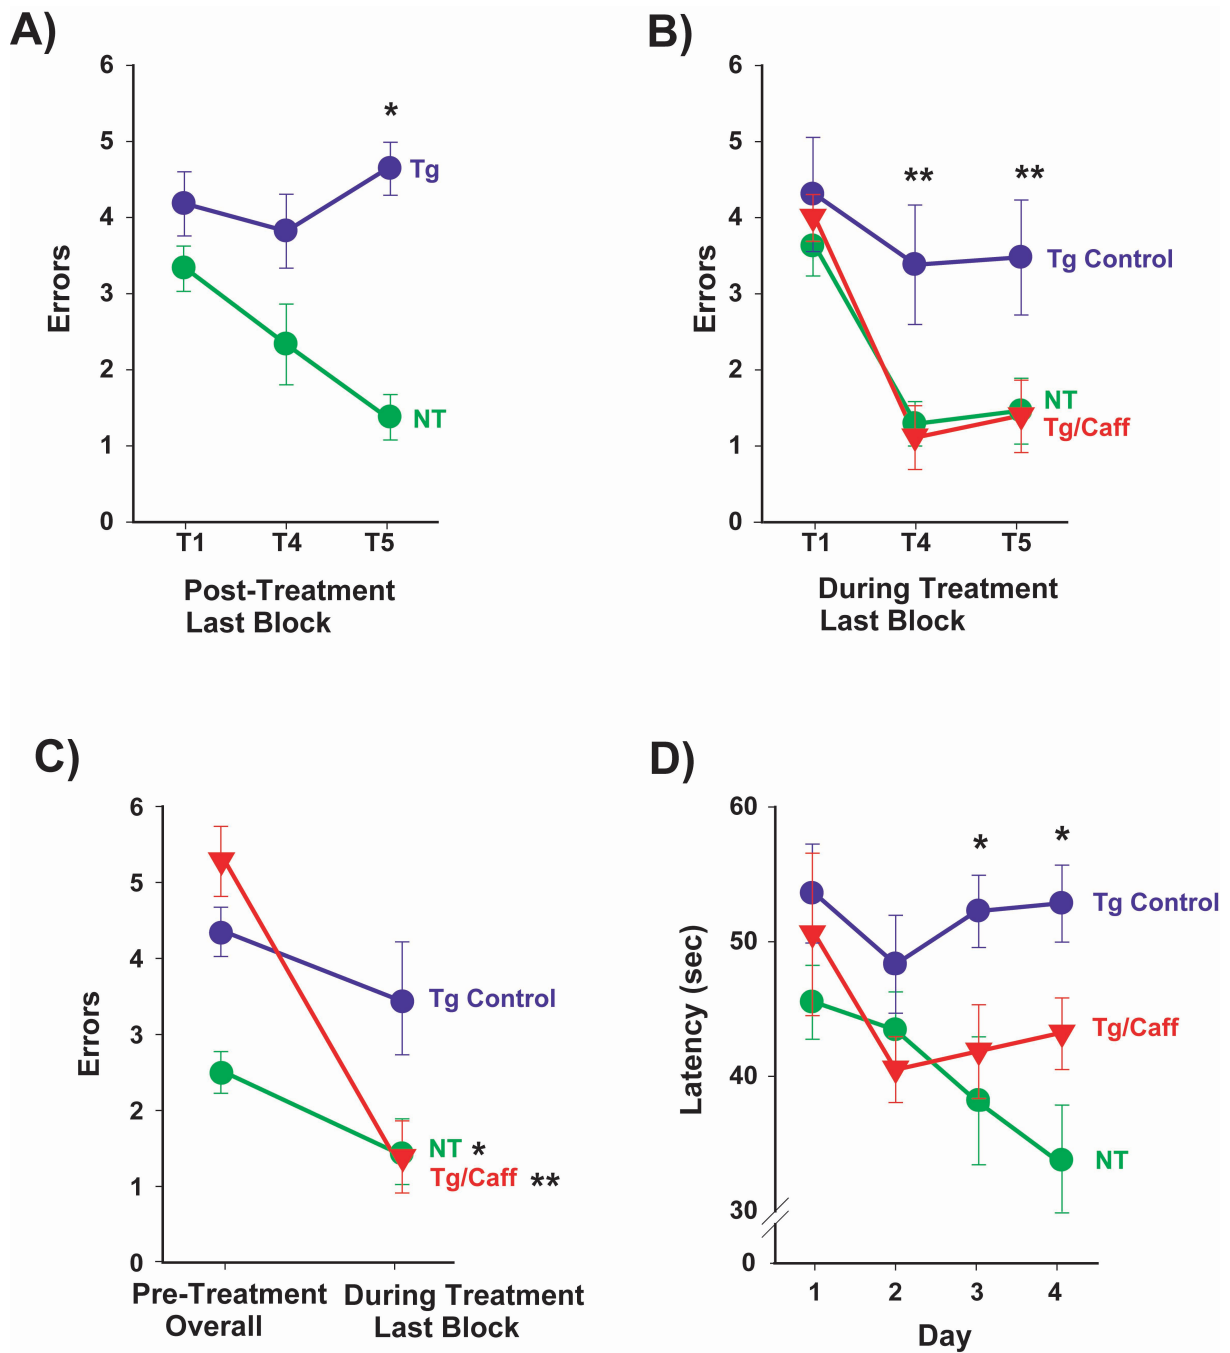 A)
6
5
4
3
2
1
0
Errors
*
Tg
NT
T1 T4 T5
Post-Treatment
Last Block
B)
6
5
4
3
2
1
0
Errors
** **
Tg Control
NT
Tg/Caff
T1 T4 T5
During Treatment
Last Block
C)
6
5
4
3
2
1
0
Errors
Tg Control
NT *
Tg/Caff **
Pre-Treatment
Overall
During Treatment
Last Block
D)
60
50
40
30
0
Latency (sec)
* *
Tg Control
Tg/Caff
NT
1 2 3 4
Day